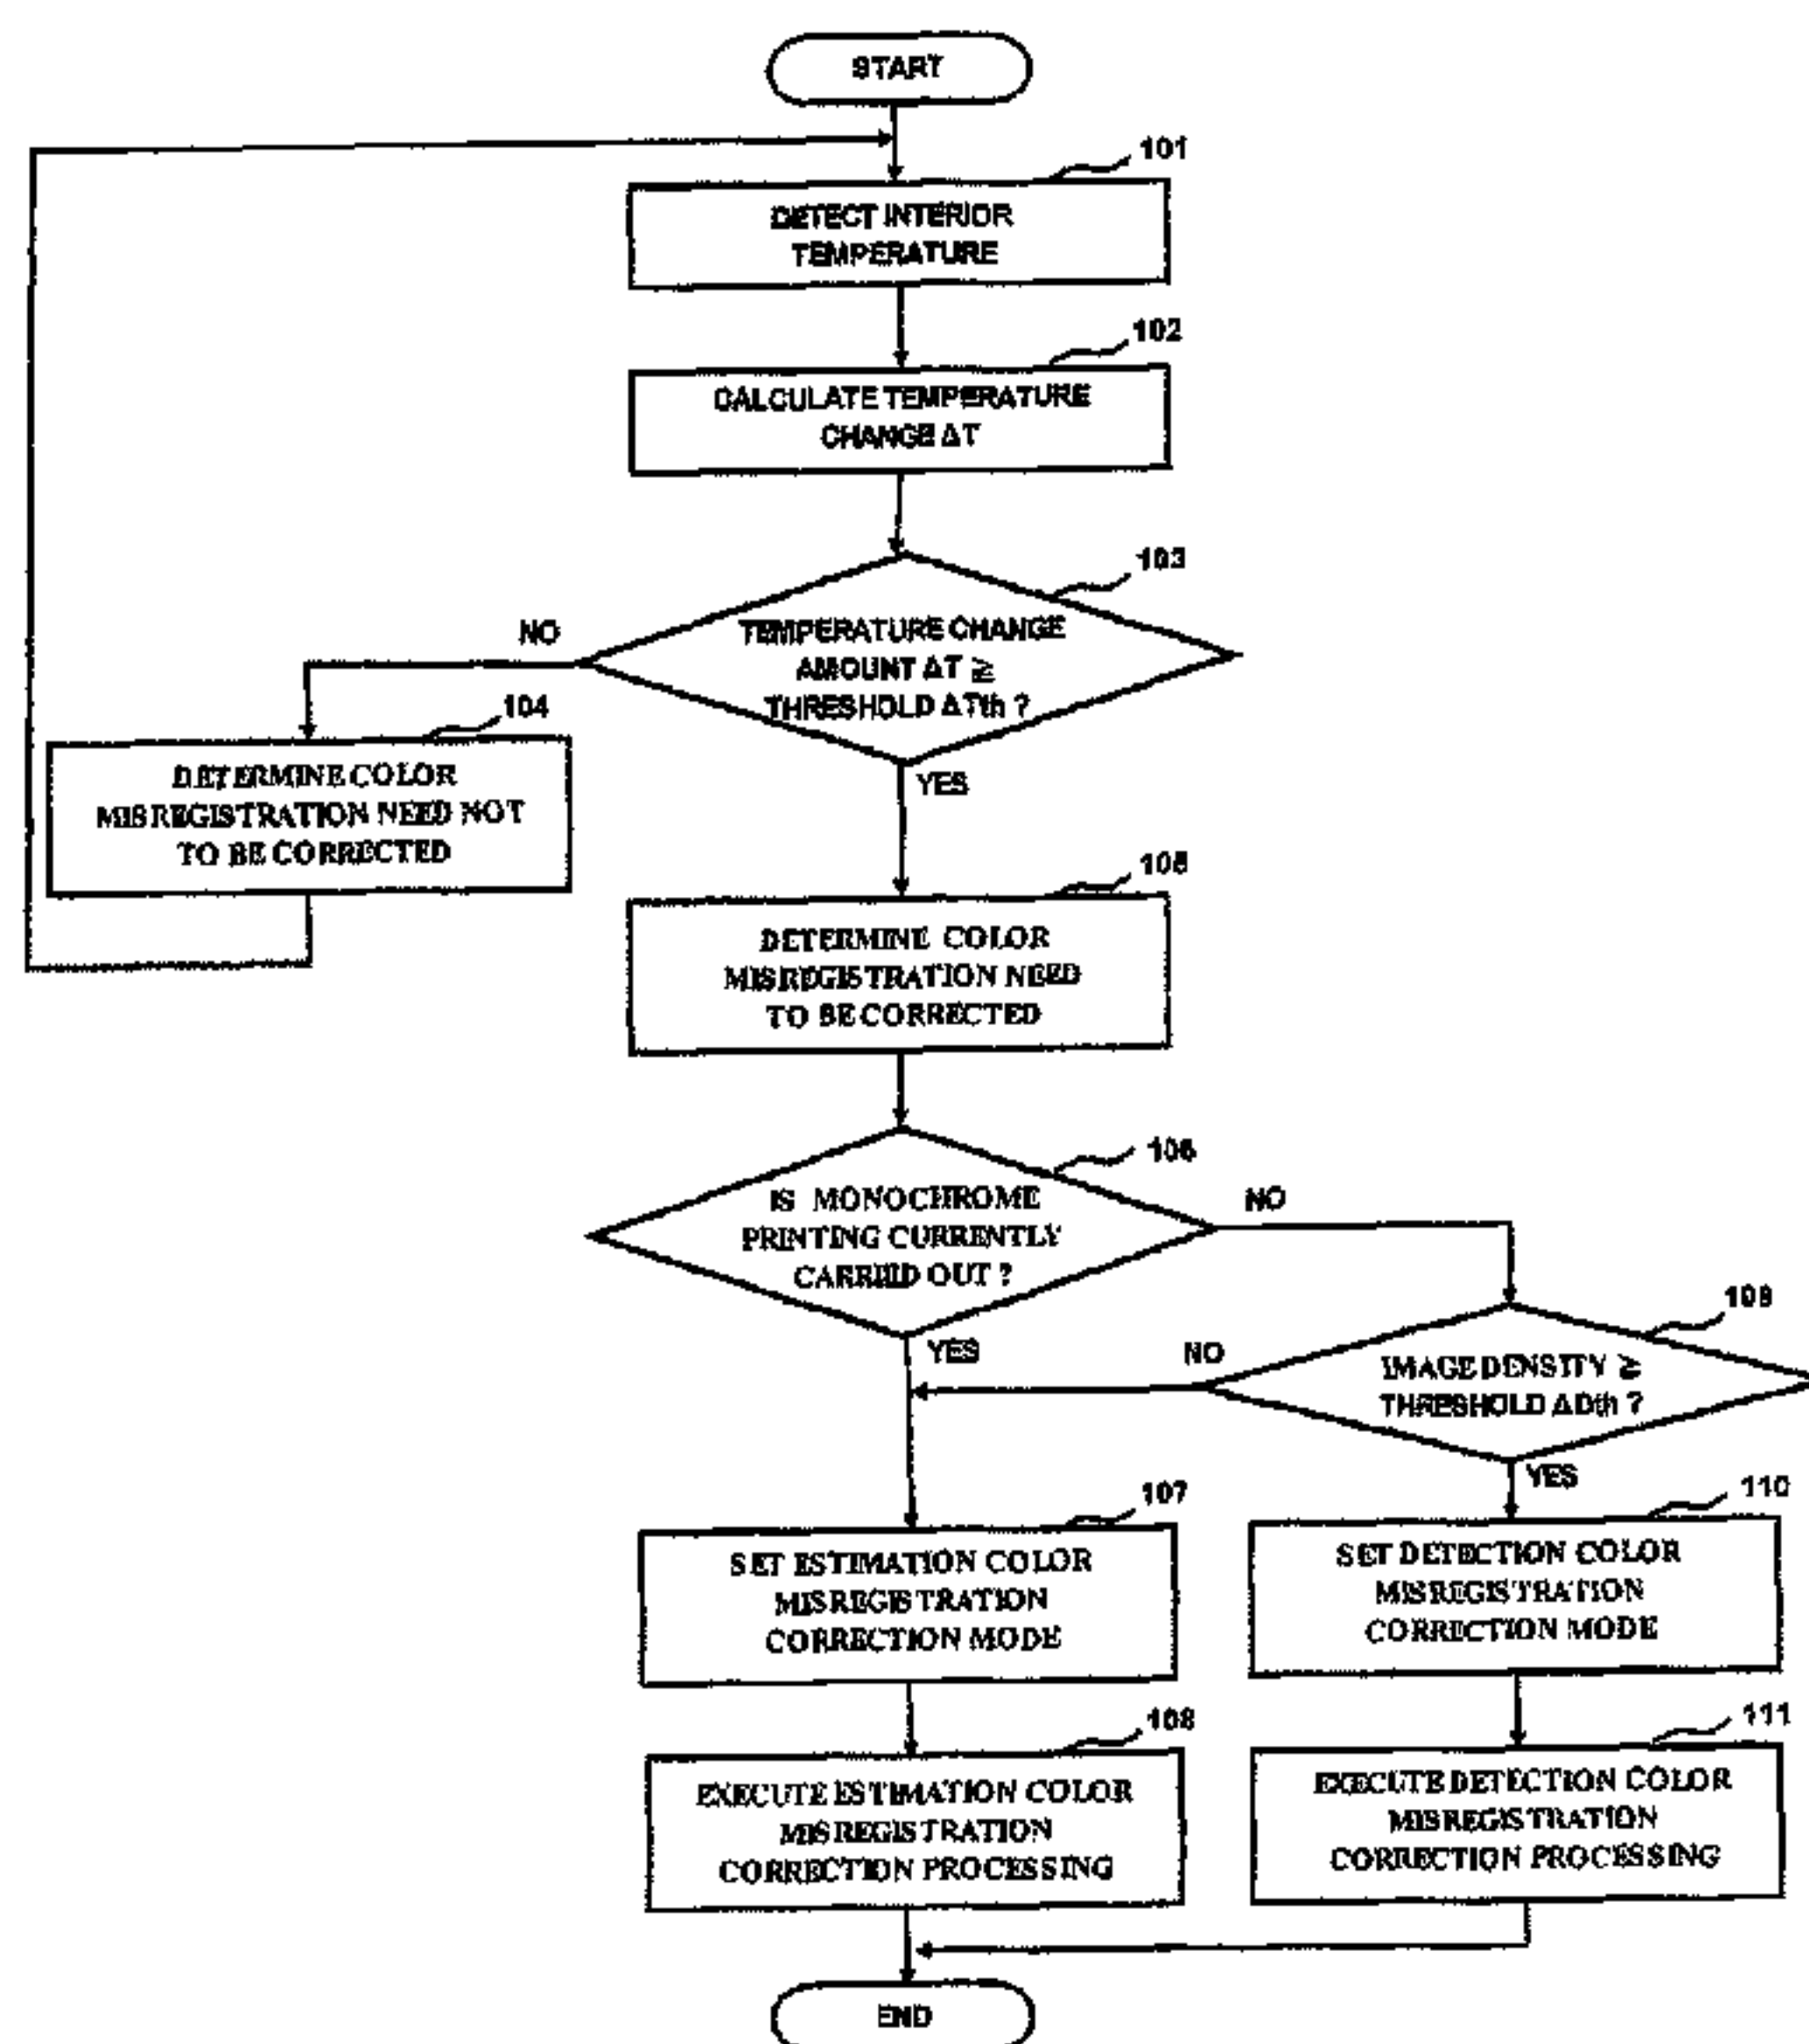 START
101
DETECT INTERIOR
TEMPERATURE
102
CALCULATE TEMPERATURE
CHANGE ΔT
103
TEMPERATURE CHANGE
AMOUNT ΔT ≧
THRESHOLD ΔTth ?
NO
YES
104
DETERMINE COLOR
MISREGISTRATION NEED NOT
TO BE CORRECTED
105
DETERMINE COLOR
MISREGISTRATION NEED
TO BE CORRECTED
106
IS MONOCHROME
PRINTING CURRENTLY
CARREID OUT ?
NO
YES
109
IMAGE DENSITY ≧
THRESHOLD ΔDth ?
NO
YES
107
SET ESTIMATION COLOR
MISREGISTRATION
CORRECTION MODE
110
SET DETECTION COLOR
MISREGISTRATION
CORRECTION MODE
108
EXECUTE ESTIMATION COLOR
MISREGISTRATION
CORRECTION PROCESSING
111
EXECUTE DETECTION COLOR
MISREGISTRATION
CORRECTION PROCESSING
END